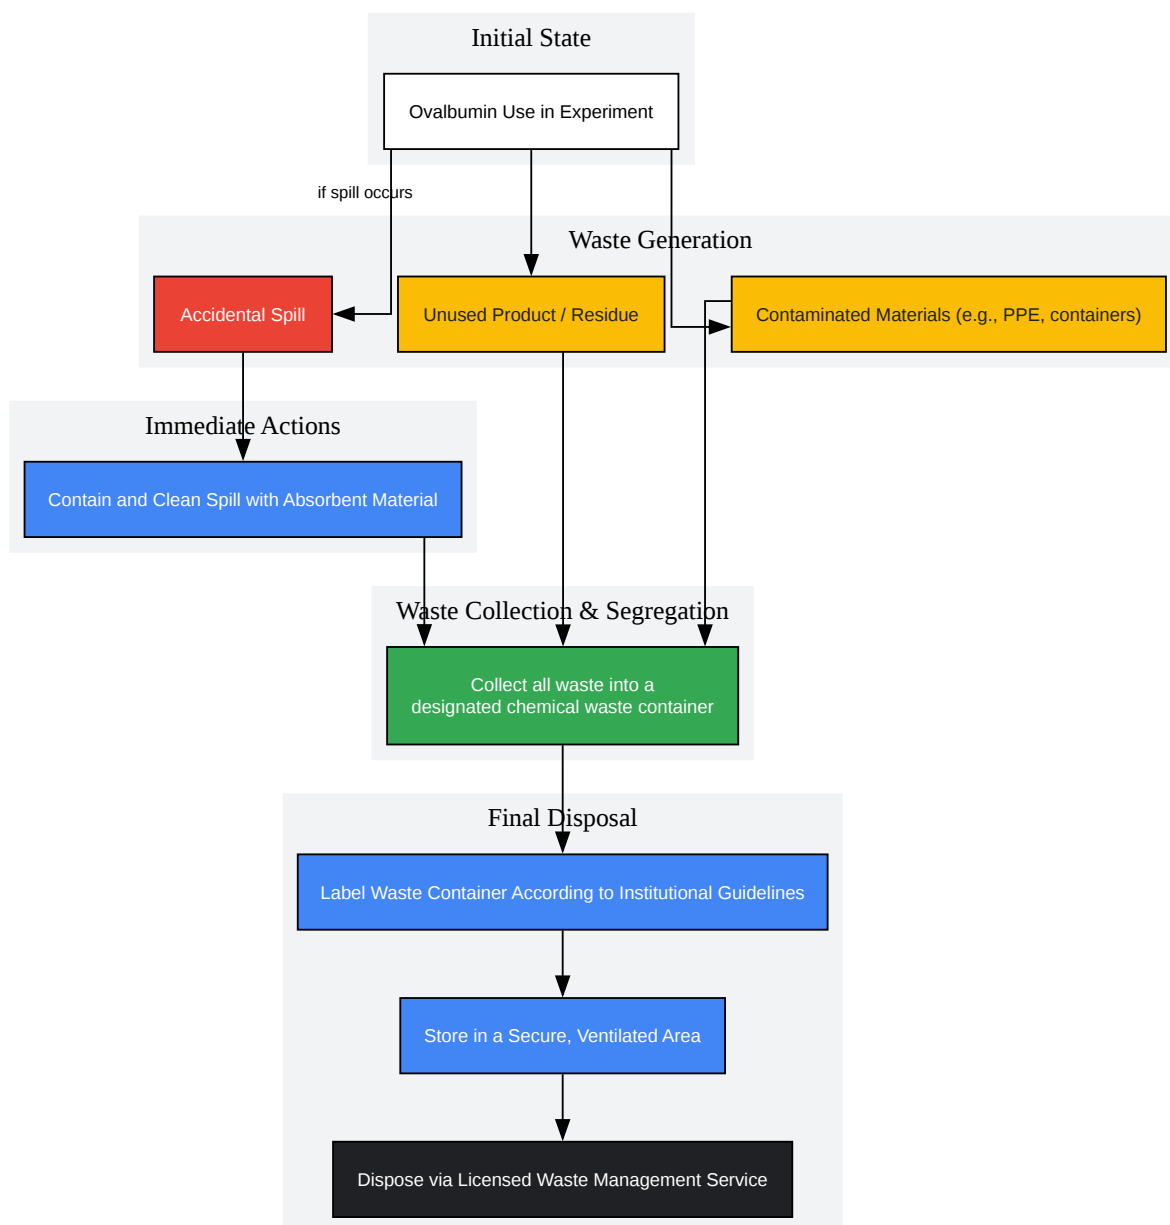 Initial State
Ovalbumin Use in Experiment
if spill occurs
Waste Generation
Accidental Spill
Unused Product / Residue
Contaminated Materials (e.g., PPE, containers)
Immediate Actions
Contain and Clean Spill with Absorbent Material
Waste Collection & Segregation
Collect all waste into a
designated chemical waste container
Final Disposal
Label Waste Container According to Institutional Guidelines
Store in a Secure, Ventilated Area
Dispose via Licensed Waste Management Service